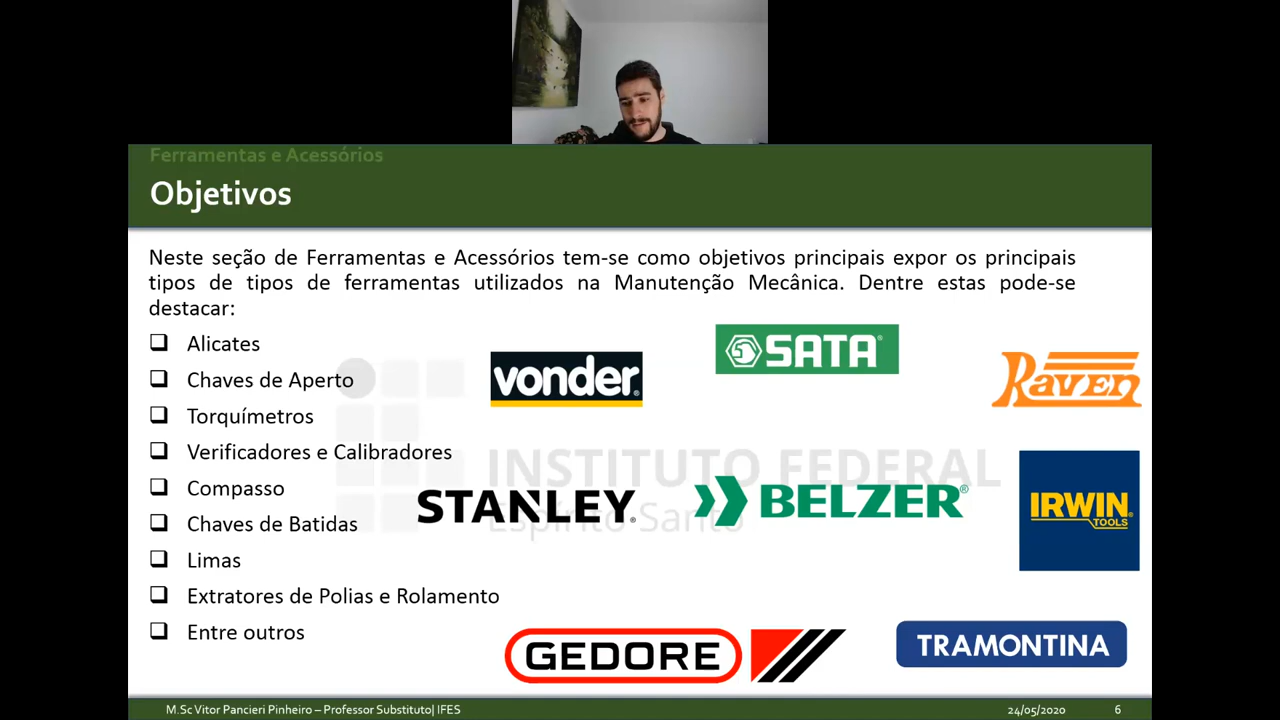 Ferramentas e Acessórios
Objetivos
Neste seção de Ferramentas e Acessórios tem-se como objetivos principais expor os principais
tipos de tipos de ferramentas utilizados na Manutenção Mecânica. Dentre estas pode-se
destacar:
Alicates
Chaves de Aperto
Torquímetros
Verificadores e Calibradores
Compasso
Chaves de Batidas
Limas
Extratores de Polias e Rolamento
Entre outros
vonder®
SATA®
Raven
INSTITUTO FEDERAL
Espírito Santo
STANLEY®
BELZER®
IRWIN®
TOOLS
GEDORE
TRAMONTINA
M.Sc Vitor Pancieri Pinheiro – Professor Substituto| IFES
24/05/2020
6